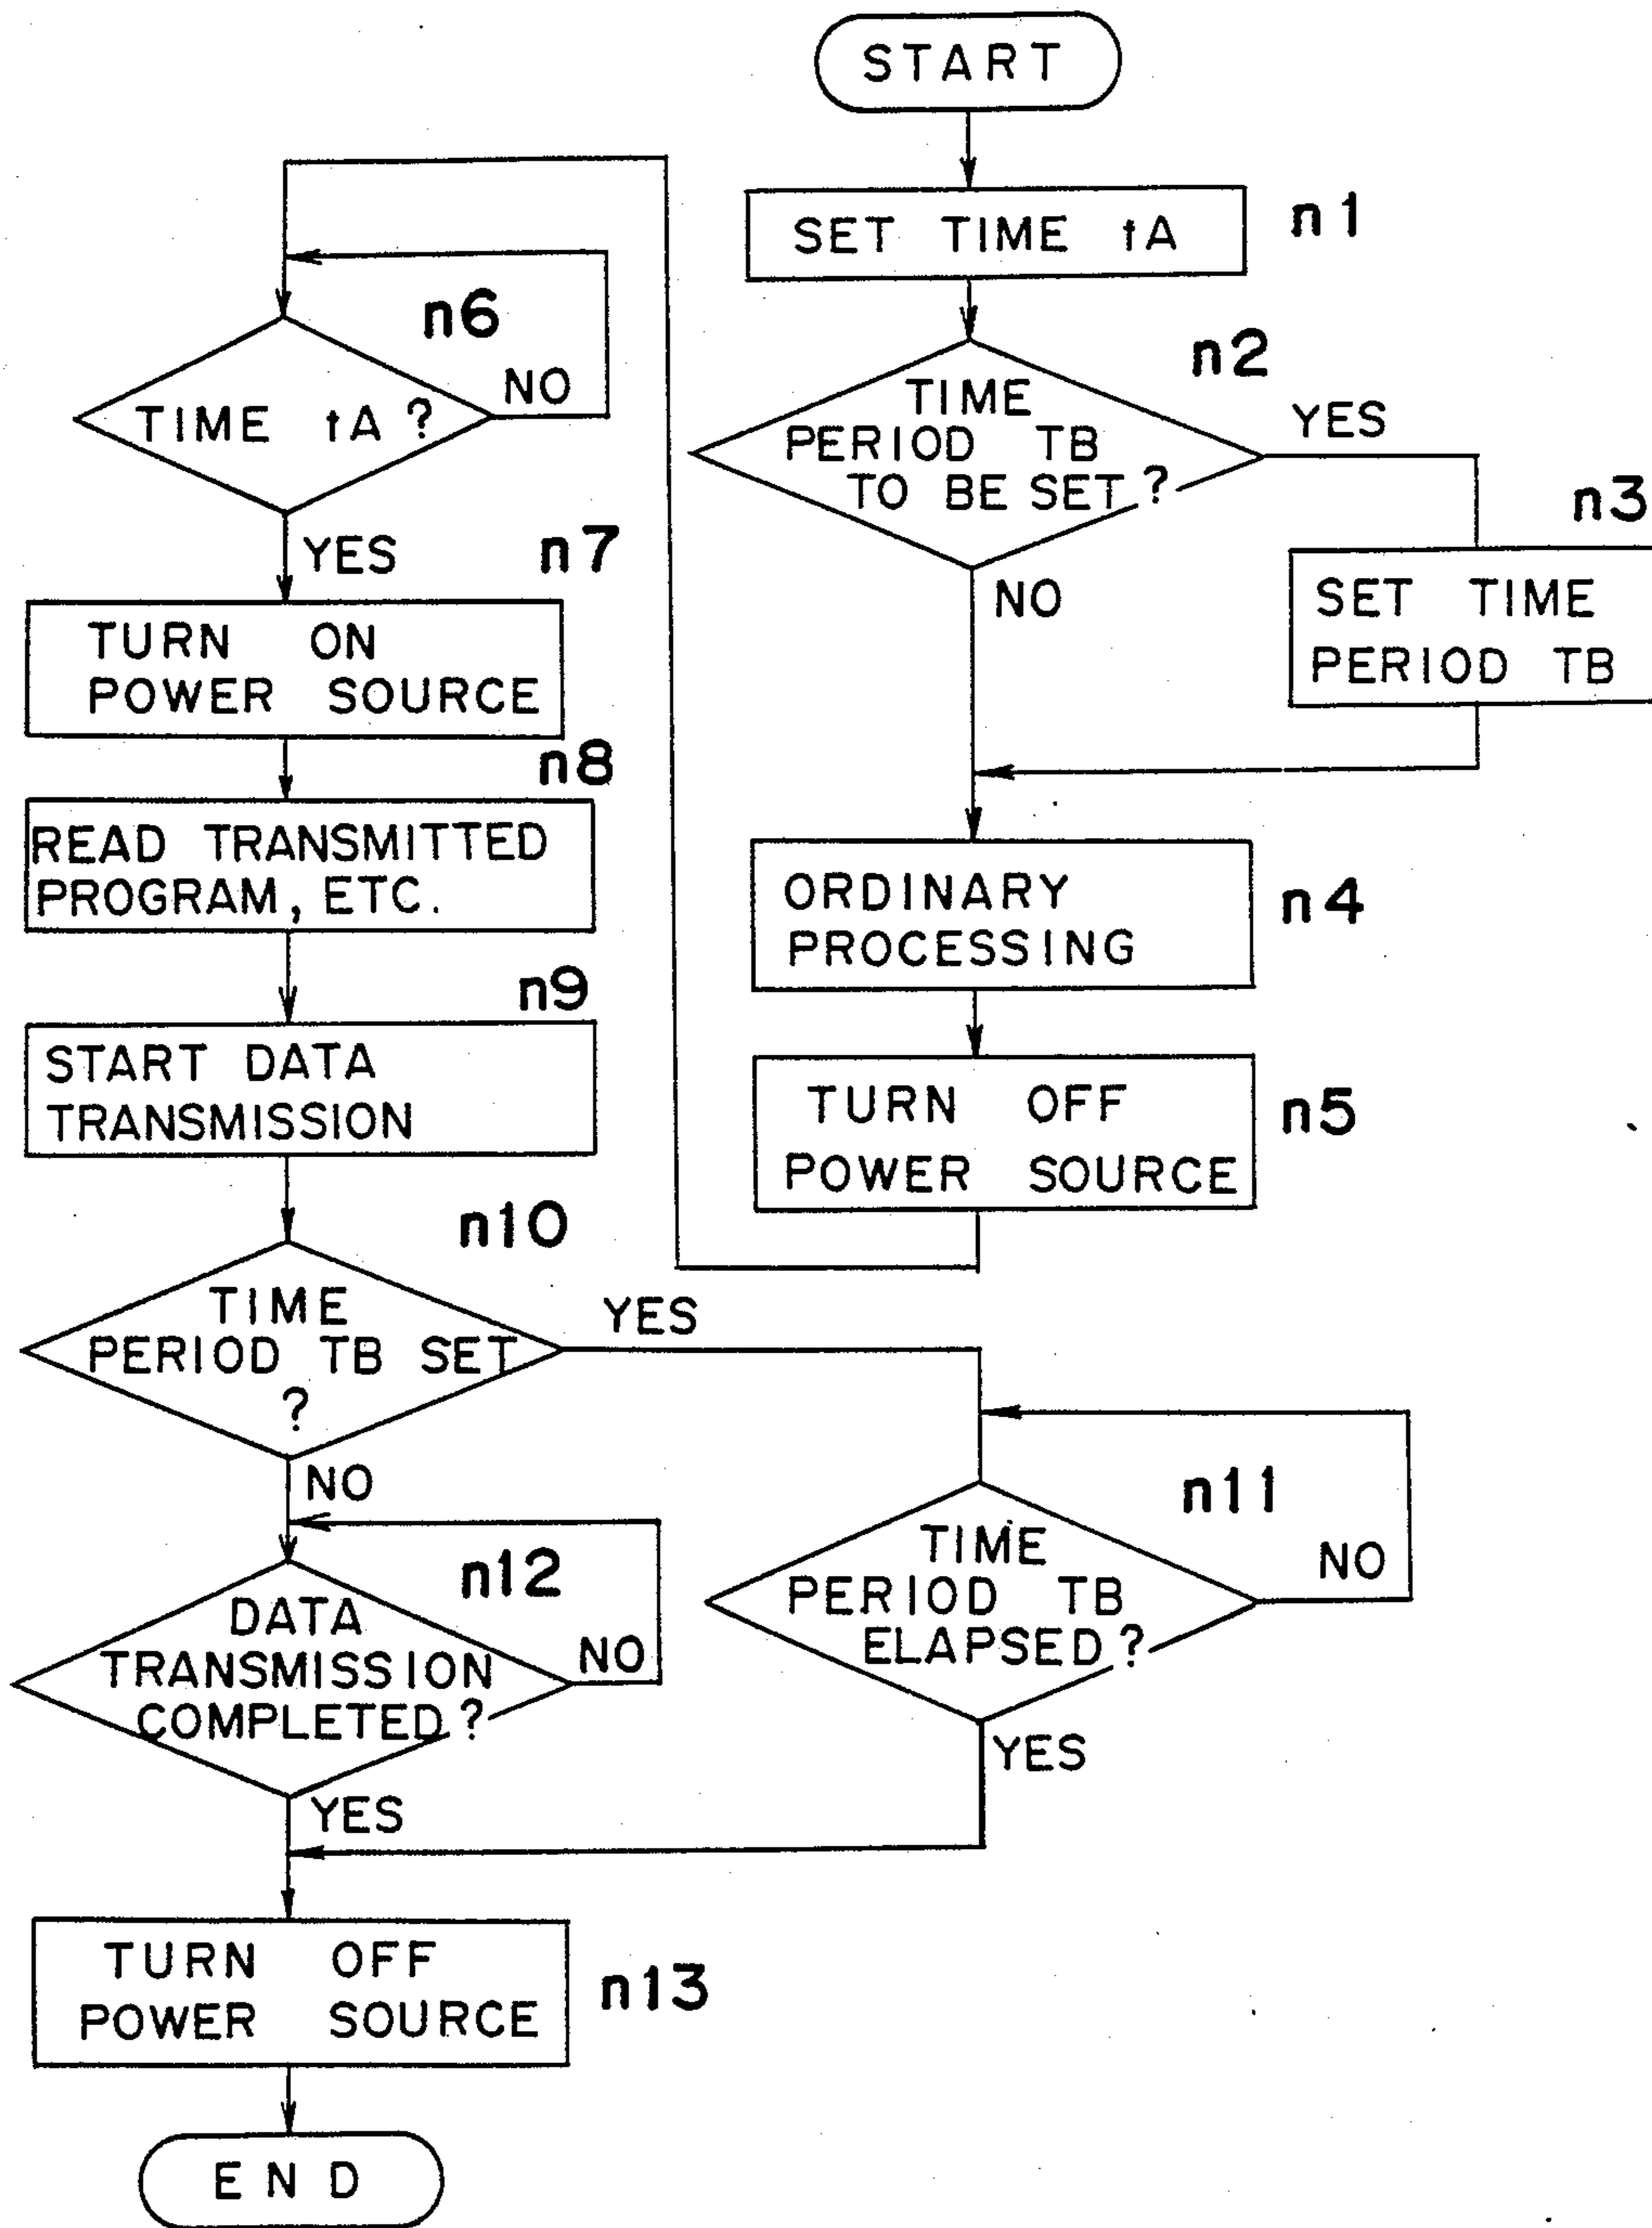 START
SET TIME tA
n1
n2
TIME
PERIOD TB
TO BE SET ?
YES
NO
n3
SET TIME
PERIOD TB
ORDINARY
PROCESSING
n4
TURN OFF
POWER SOURCE
n5
n6
TIME tA ?
NO
YES
n7
TURN ON
POWER SOURCE
n8
READ TRANSMITTED
PROGRAM, ETC.
n9
START DATA
TRANSMISSION
n10
TIME
PERIOD TB SET
?
YES
NO
n11
TIME
PERIOD TB
ELAPSED ?
NO
YES
n12
DATA
TRANSMISSION
COMPLETED ?
NO
YES
TURN OFF
POWER SOURCE
n13
END